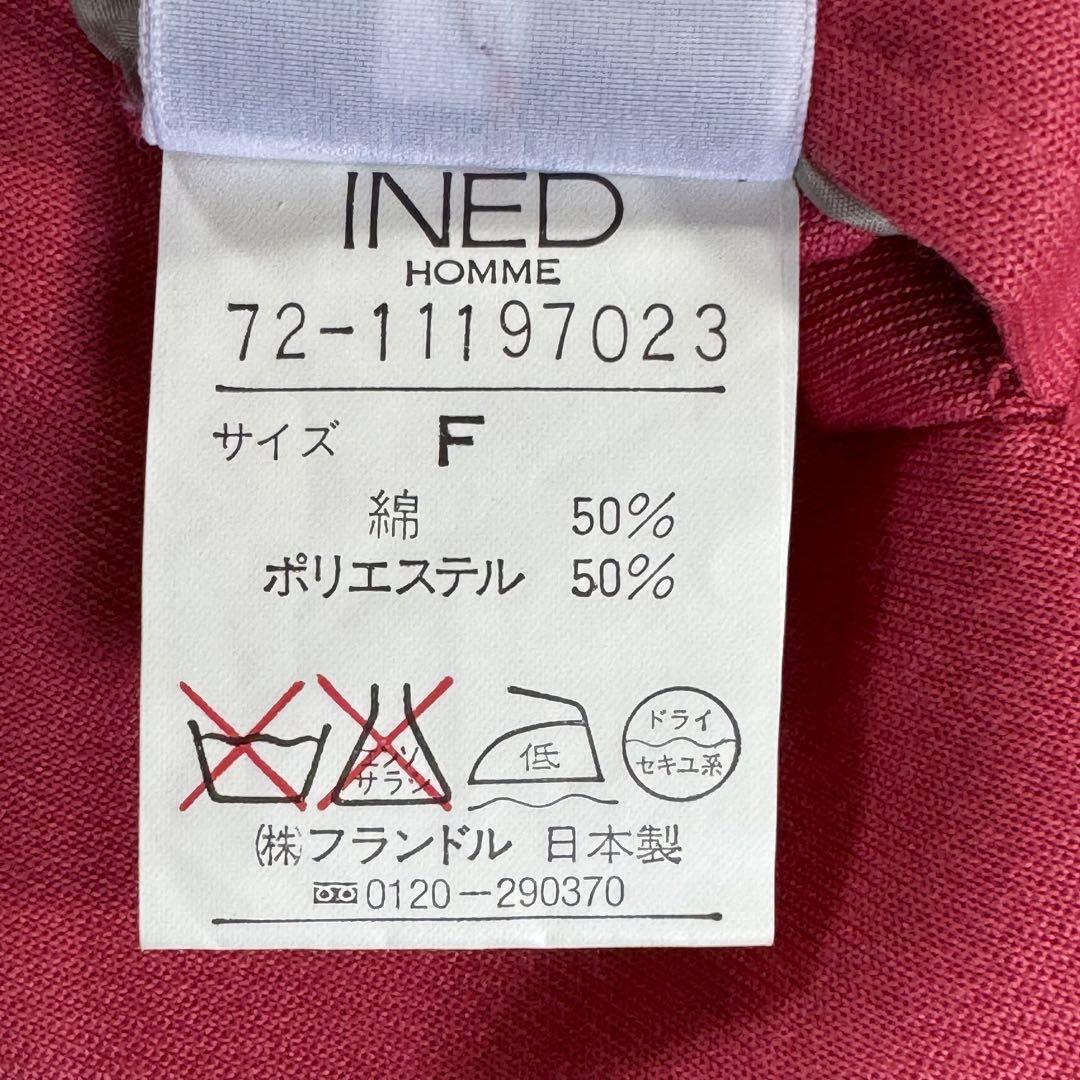 INED
HOMME
72-11197023
サイズ F
綿 50%
ポリエステル 50%
エンソ
サラシ
低
ドライ
セキユ系
(株)フランドル 日本製
0120-290370